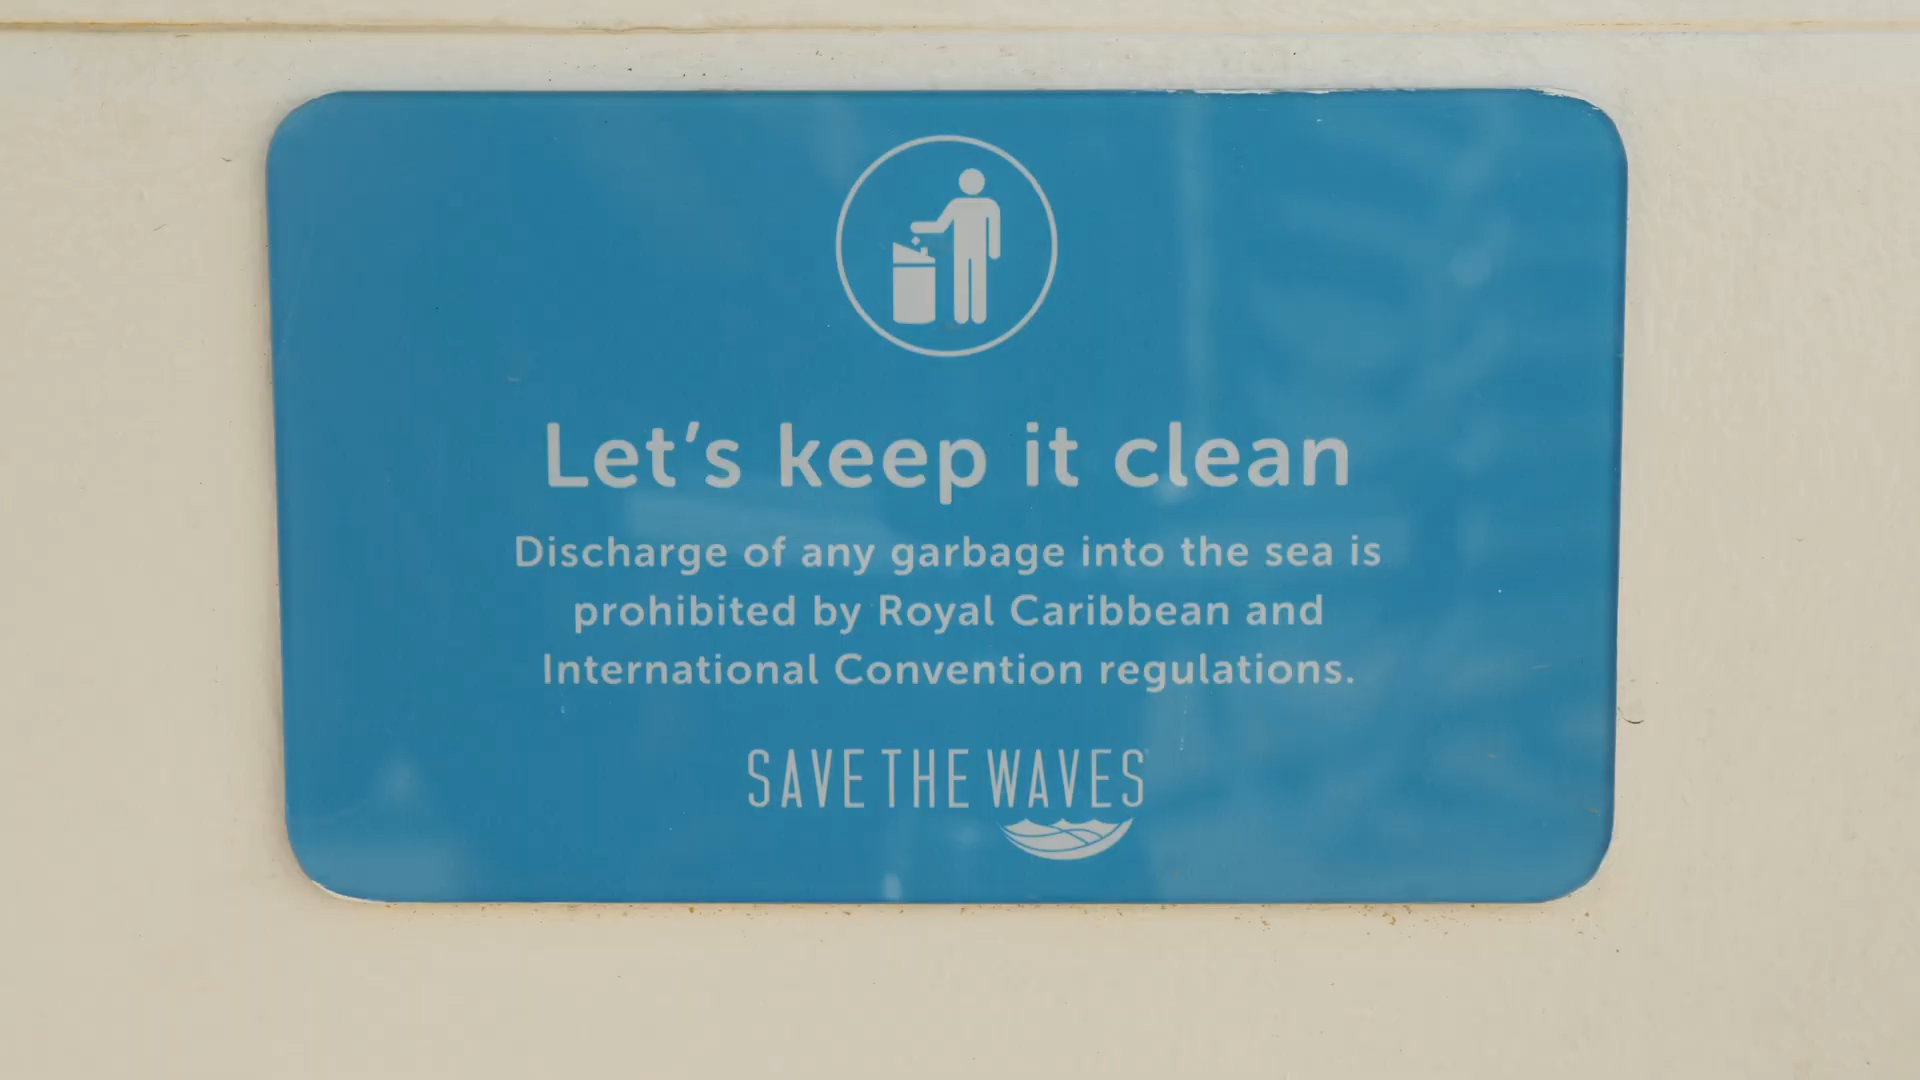 Let's keep it clean
Discharge of any garbage into the sea is
prohibited by Royal Caribbean and
International Convention regulations.
SAVE THE WAVES